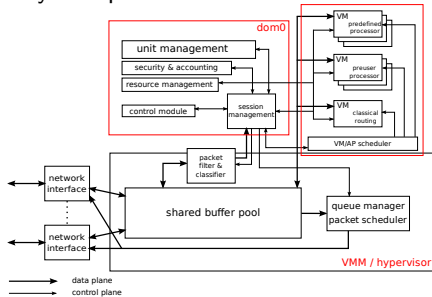 dom0
unit management
security & accounting
resource management
control module
session
management
VM
predefined
processor
VM
preuser
processor
VM
classical
routing
VM/AP scheduler
packet
filter &
classifier
network
interface
network
interface
shared buffer pool
queue manager
packet scheduler
VMM / hypervisor
data plane
control plane